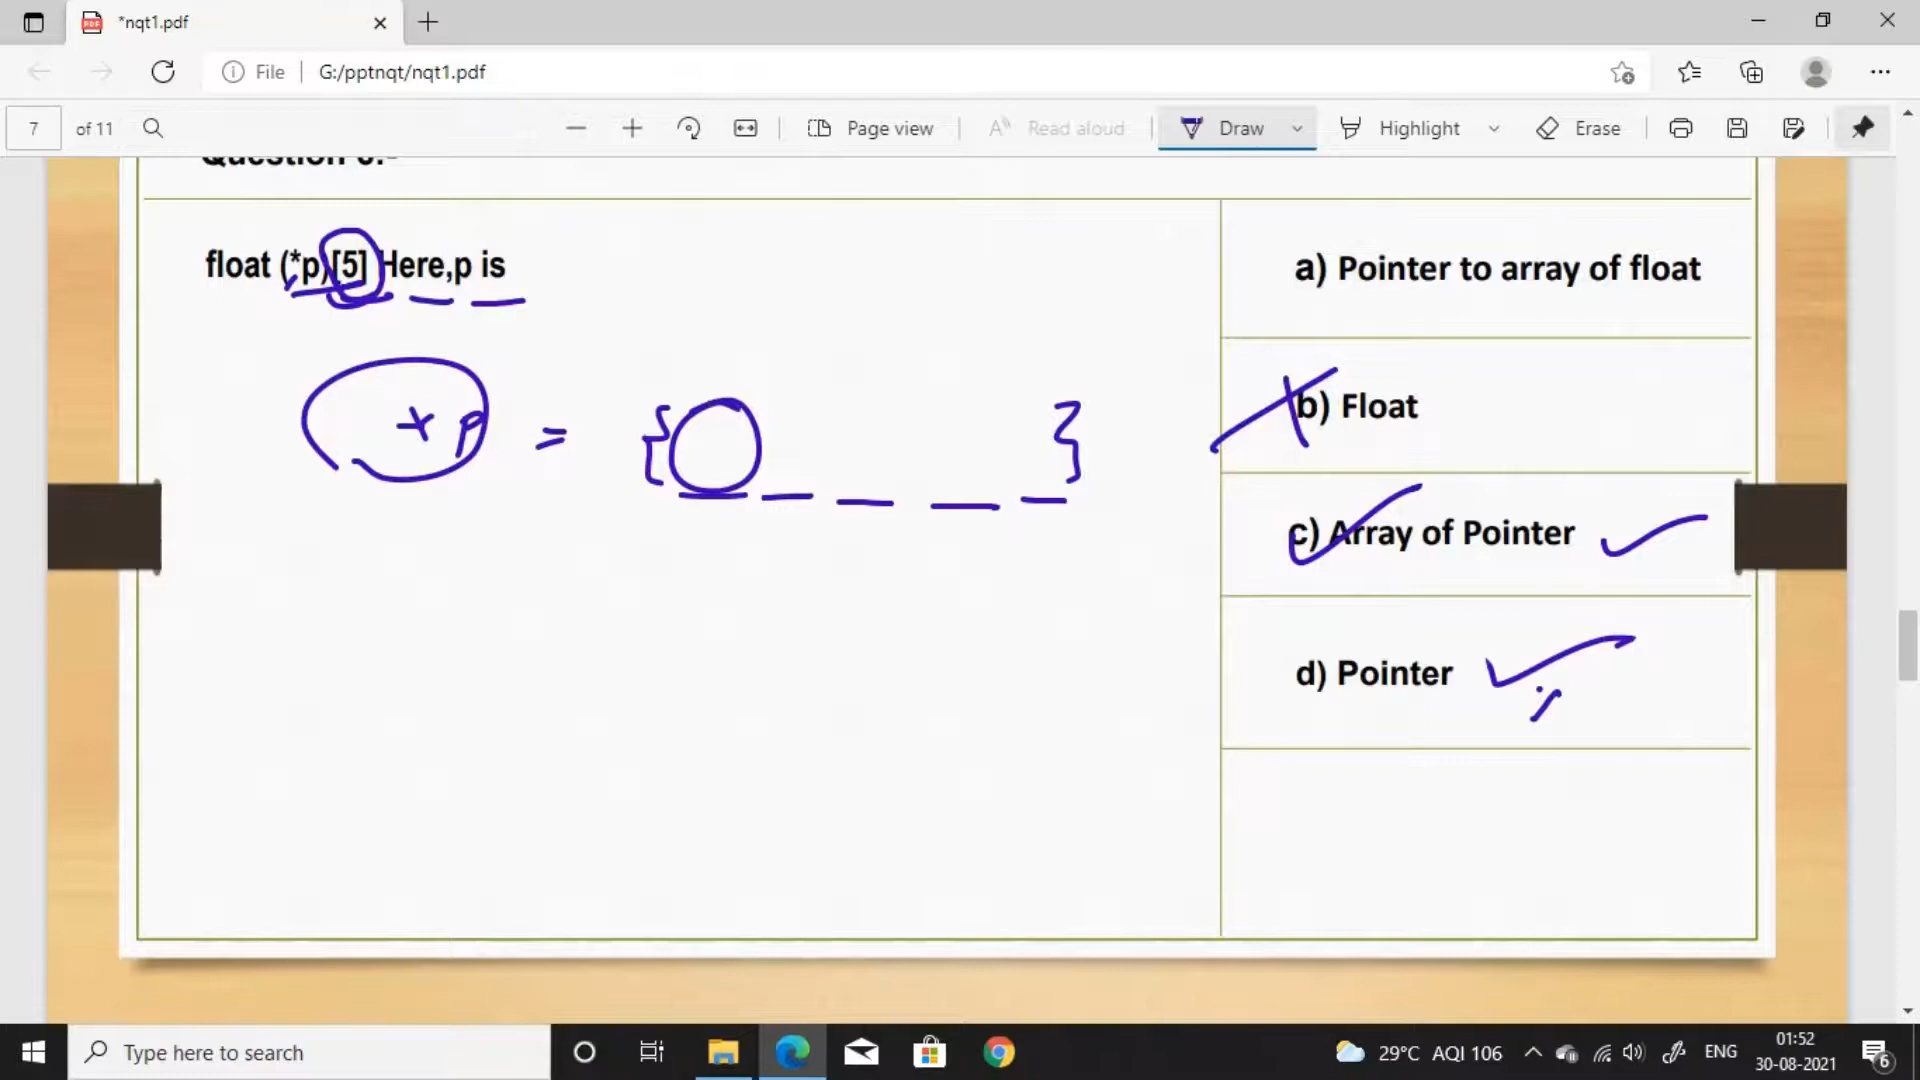 *nqt1.pdf
File G:/pptnqt/nqt1.pdf
7 of 11 Page view Read aloud Draw Highlight Erase
float (*p)[5] Here,p is
a) Pointer to array of float
* p = { }
b) Float
c) Array of Pointer
d) Pointer
Type here to search
29°C AQI 106 ENG
01:52
30-08-2021
6